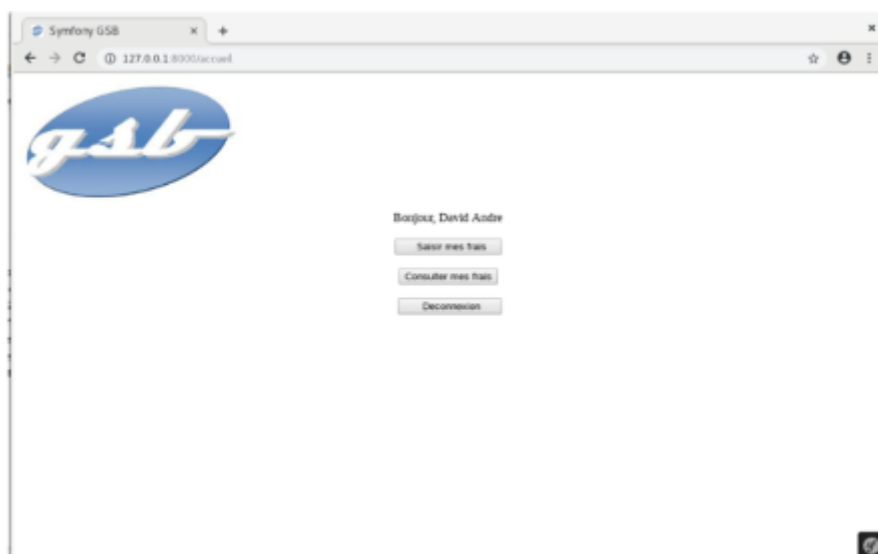 Symfony GSB
127.0.0.1:8000/accueil
gsb
Bonjour, David Andre
Saisir mes frais
Consulter mes frais
Deconnexion